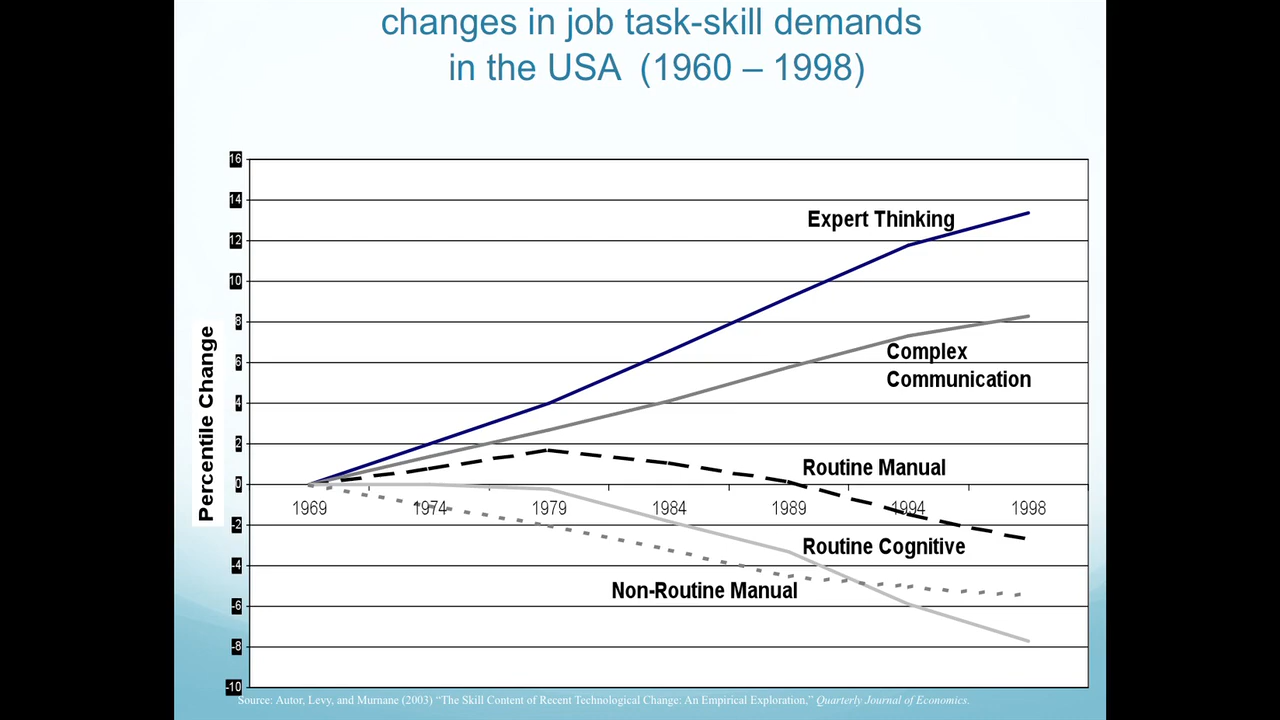 changes in job task-skill demands
in the USA (1960 – 1998)
16
14
12
10
8
6
4
2
0
-2
-4
-6
-8
-10
Percentile Change
Expert Thinking
Complex
Communication
Routine Manual
1969 1974 1979 1984 1989 1994 1998
Routine Cognitive
Non-Routine Manual
Source: Autor, Levy, and Murnane (2003) “The Skill Content of Recent Technological Change: An Empirical Exploration,” Quarterly Journal of Economics.